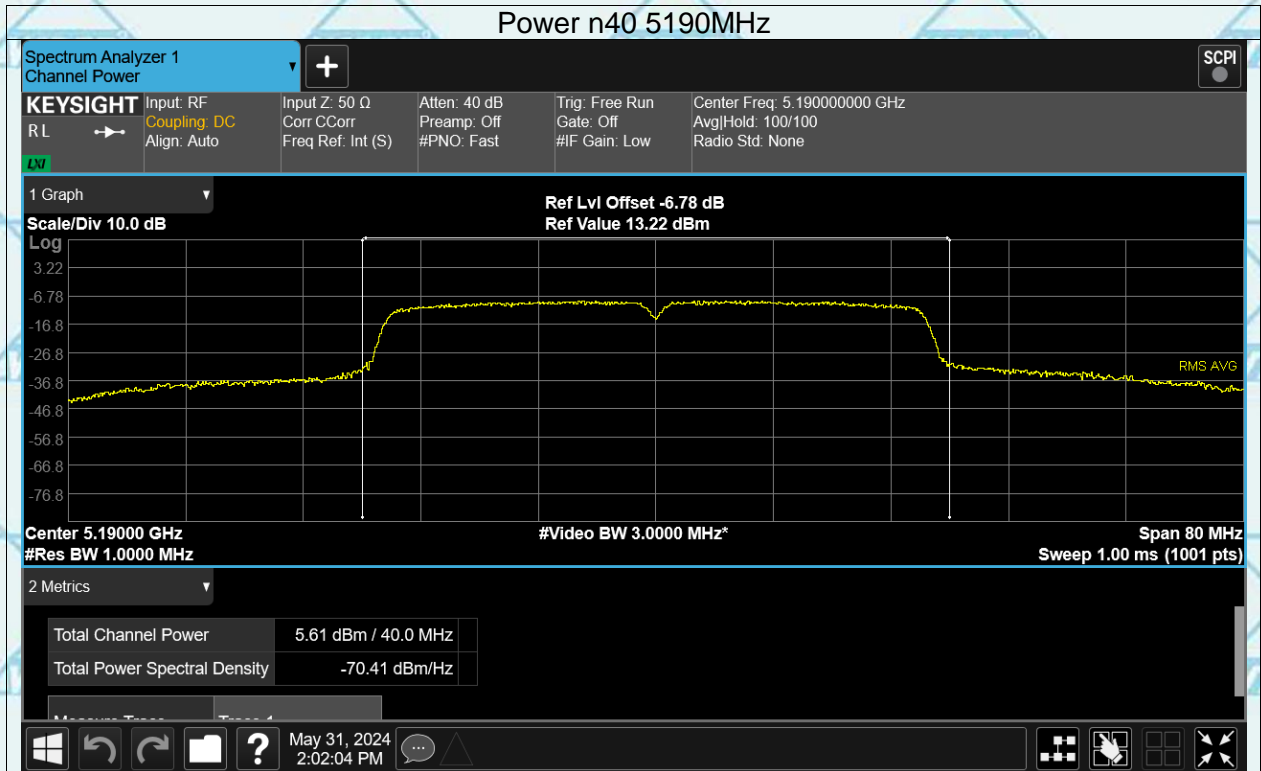 Power n40 5190MHz
Spectrum Analyzer 1
Channel Power
+
SCPI
KEYSIGHT
R L
LXI
Input: RF
Coupling: DC
Align: Auto
Input Z: 50 Ω
Corr CCorr
Freq Ref: Int (S)
Atten: 40 dB
Preamp: Off
#PNO: Fast
Trig: Free Run
Gate: Off
#IF Gain: Low
Center Freq: 5.190000000 GHz
Avg|Hold: 100/100
Radio Std: None
1 Graph
Ref Lvl Offset -6.78 dB
Scale/Div 10.0 dB
Ref Value 13.22 dBm
Log
3.22
-6.78
-16.8
-26.8
-36.8
-46.8
-56.8
-66.8
-76.8
RMS AVG
Center 5.19000 GHz
#Video BW 3.0000 MHz*
Span 80 MHz
#Res BW 1.0000 MHz
Sweep 1.00 ms (1001 pts)
2 Metrics
Total Channel Power
5.61 dBm / 40.0 MHz
Total Power Spectral Density
-70.41 dBm/Hz
Measure Trace
Trace 1
?
May 31, 2024
2:02:04 PM